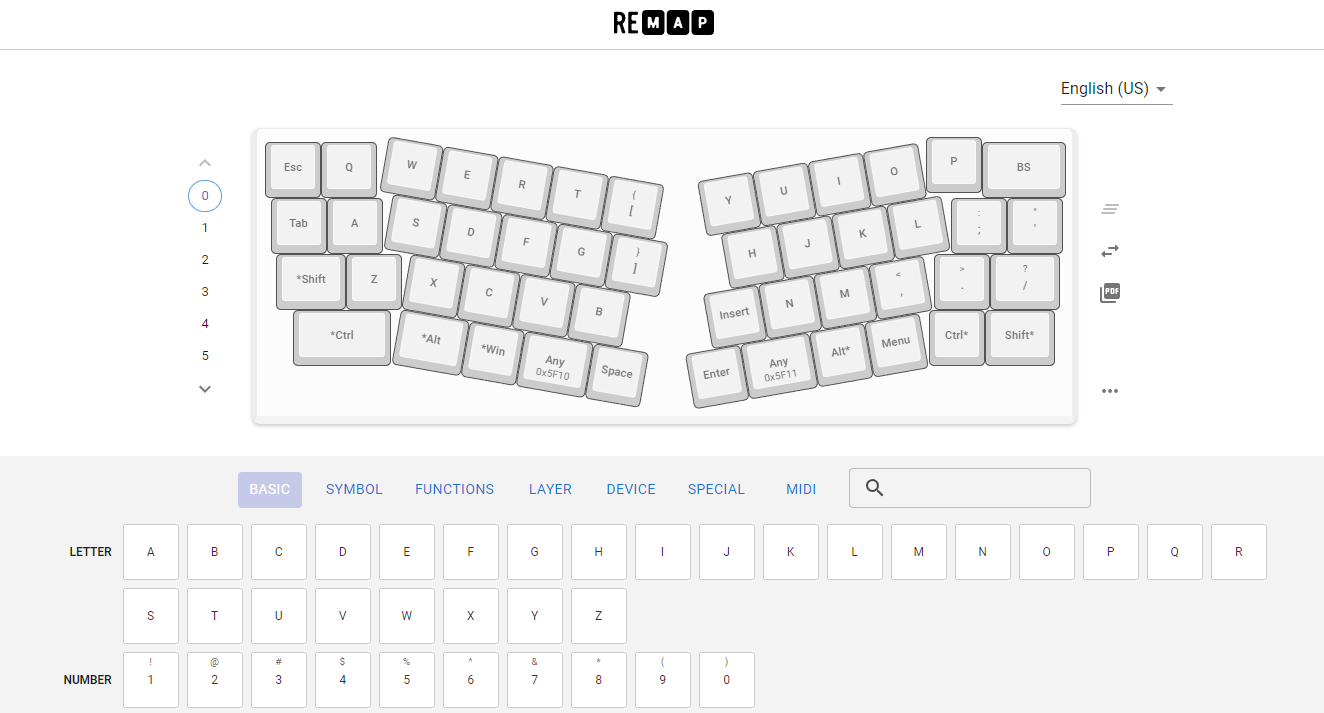 REMAP
English (US)
Esc Q W E R T ( [ Y U I O P BS
0
1
2
3
4
5
Tab A S D F G } ] H J K L : ; " '
*Shift Z X C V B Insert N M < , > . ? /
*Ctrl *Alt *Win Any 0x5F10 Space Enter Any 0x5F11 Alt* Menu Ctrl* Shift*
PDF
BASIC SYMBOL FUNCTIONS LAYER DEVICE SPECIAL MIDI
LETTER A B C D E F G H I J K L M N O P Q R
S T U V W X Y Z
! @ # $ % ^ & * ( )
NUMBER 1 2 3 4 5 6 7 8 9 0